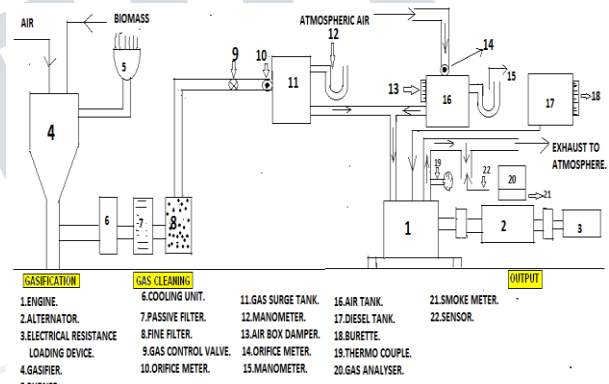 AIR
BIOMASS
ATMOSPHERIC AIR
12
14
9
10
5
11
13
15
16
17
18
4
EXHAUST TO
ATMOSPHERE.
19
22
20
21
6
7
8
1
2
3
GASIFICATION
GAS CLEANING
OUTPUT
1.ENGINE.
2.ALTERNATOR.
3.ELECTRICAL RESISTANCE
LOADING DEVICE.
4.GASIFIER.
6.COOLING UNIT.
7.PASSIVE FILTER.
8.FINE FILTER.
9.GAS CONTROL VALVE.
10.ORIFICE METER.
11.GAS SURGE TANK.
12.MANOMETER.
13.AIR BOX DAMPER.
14.ORIFICE METER.
15.MANOMETER.
16.AIR TANK.
17.DIESEL TANK.
18.BURETTE.
19.THERMO COUPLE.
20.GAS ANALYSER.
21.SMOKE METER.
22.SENSOR.